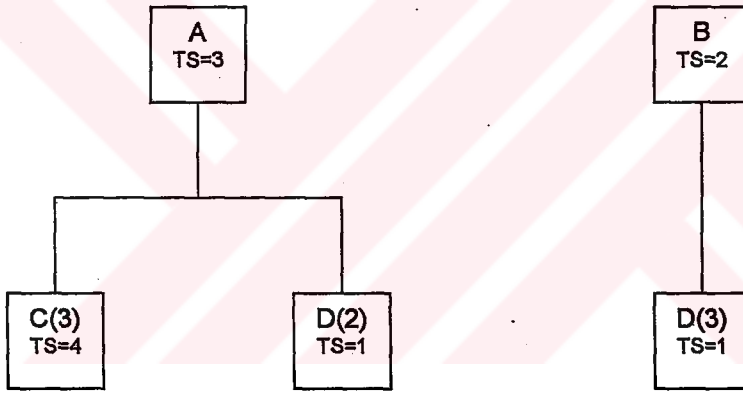 A
TS=3
B
TS=2
C(3)
TS=4
D(2)
TS=1
D(3)
TS=1